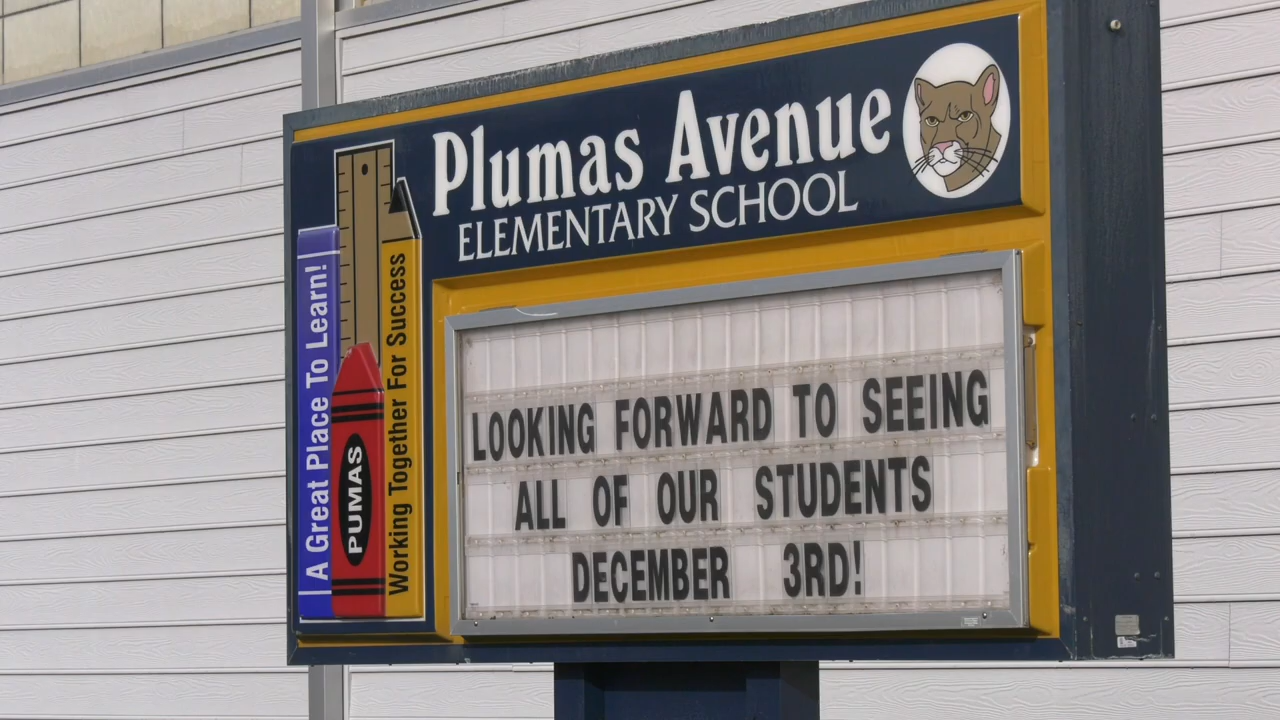 Plumas Avenue
ELEMENTARY SCHOOL
A Great Place To Learn!
PUMAS
Working Together For Success
LOOKING FORWARD TO SEEING
ALL OF OUR STUDENTS
DECEMBER 3RD!